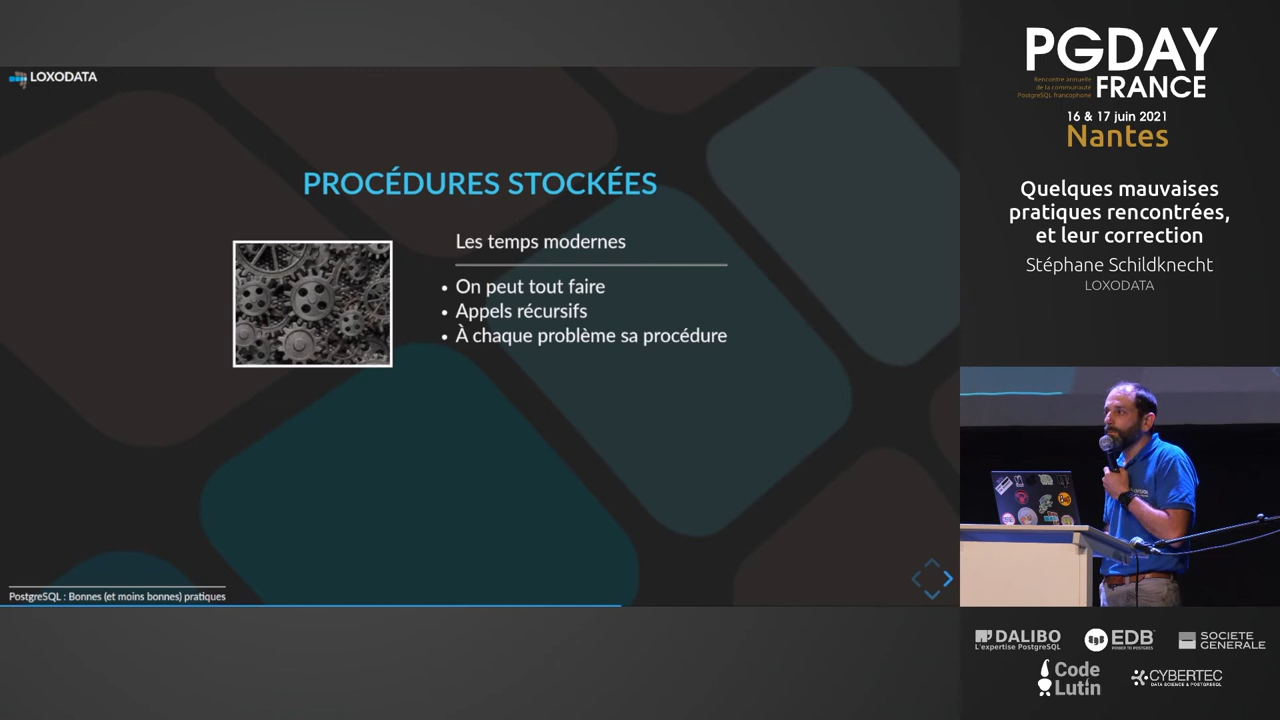 LOXODATA
PROCÉDURES STOCKÉES
Les temps modernes
• On peut tout faire
• Appels récursifs
• À chaque problème sa procédure
PostgreSQL : Bonnes (et moins bonnes) pratiques
PGDAY
Rencontre annuelle
de la communauté
PostgreSQL francophone
FRANCE
16 & 17 juin 2021
Nantes
Quelques mauvaises
pratiques rencontrées,
et leur correction
Stéphane Schildknecht
LOXODATA
DALIBO
L'expertise PostgreSQL
EDB
POWER TO POSTGRES
SOCIETE
GENERALE
Code
Lutin
CYBERTEC
DATA SCIENCE & POSTGRESQL